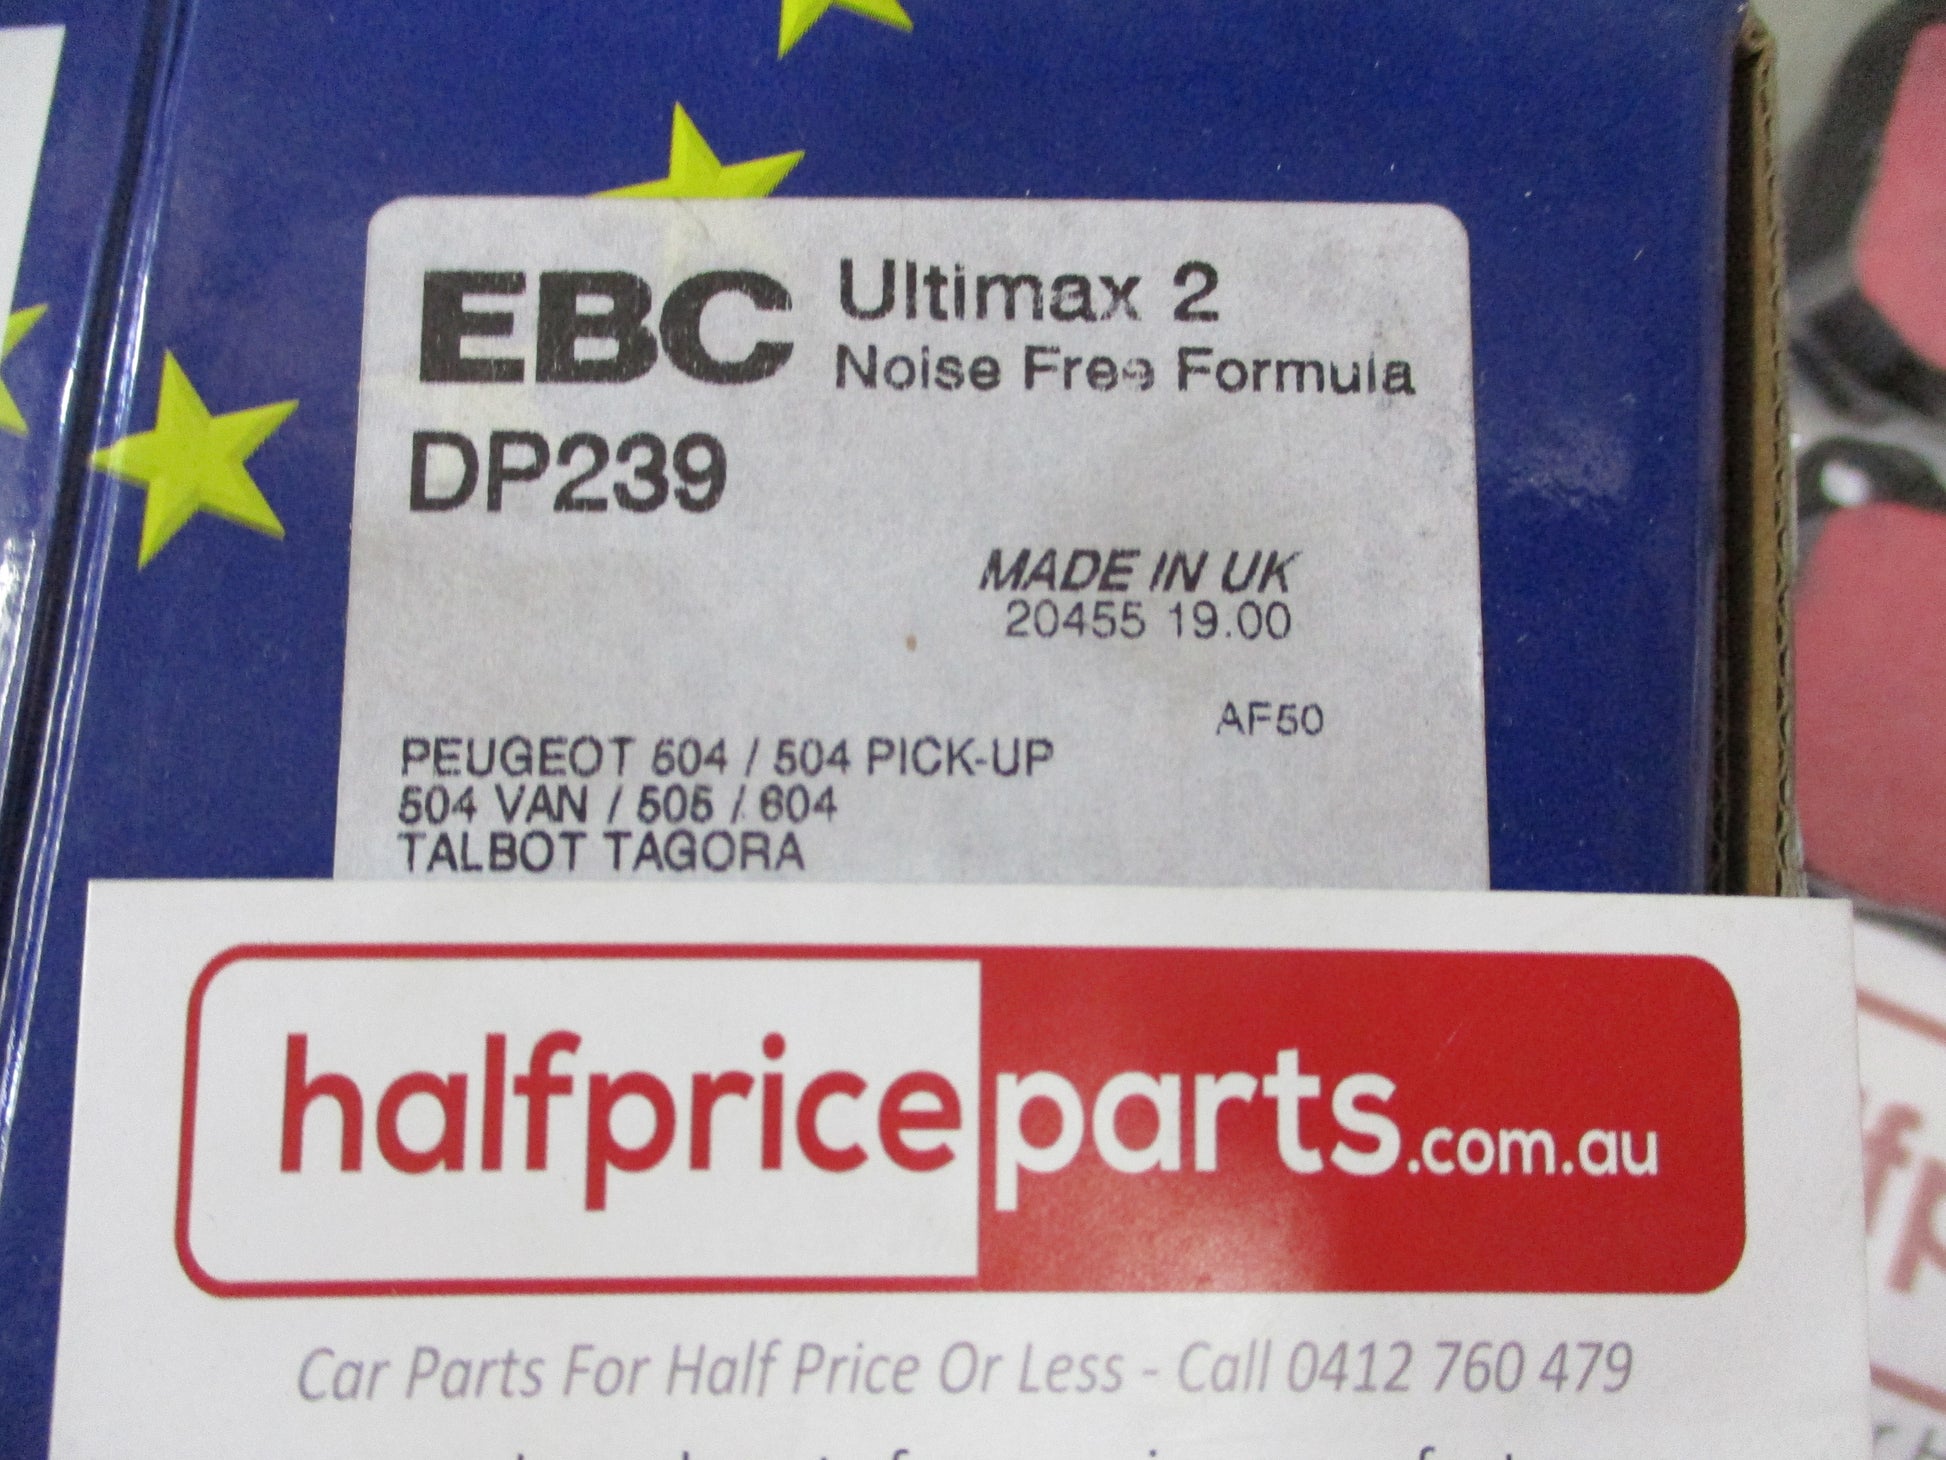 EBC Ultimax 2
Noise Free Formula
DP239
MADE IN UK
20455 19.00
AF50
PEUGEOT 504 / 504 PICK-UP
504 VAN / 505 / 604
TALBOT TAGORA
halfpriceparts.com.au
Car Parts For Half Price Or Less - Call 0412 760 479